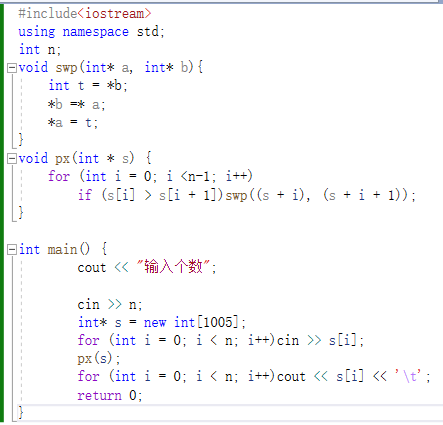 #include<iostream>
using namespace std;
int n;
void swp(int* a, int* b){
    int t = *b;
    *b =* a;
    *a = t;
}
void px(int * s) {
    for (int i = 0; i <n-1; i++)
        if (s[i] > s[i + 1])swp((s + i), (s + i + 1));
}

int main() {
        cout << "输入个数";

        cin >> n;
        int* s = new int[1005];
        for (int i = 0; i < n; i++)cin >> s[i];
        px(s);
        for (int i = 0; i < n; i++)cout << s[i] << '\t';
        return 0;
}